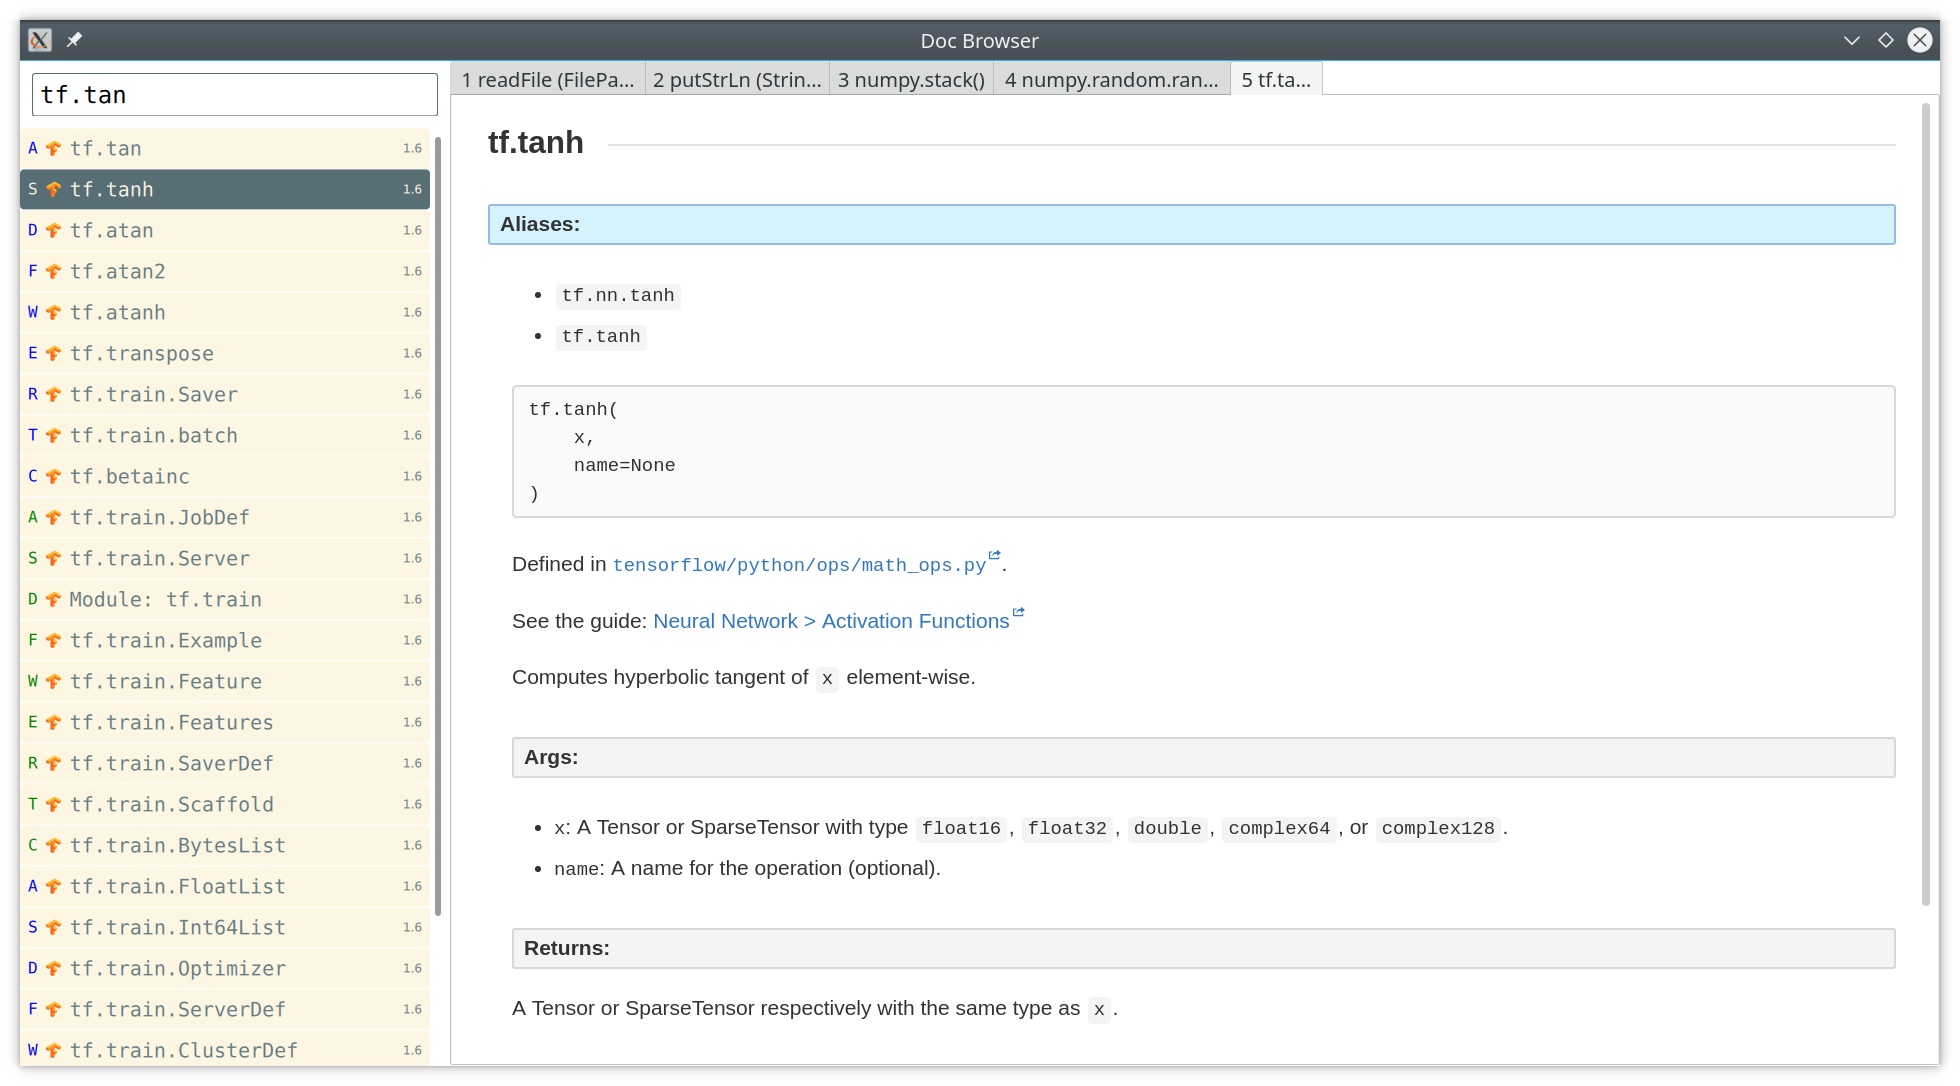 Doc Browser
tf.tan
1 readFile (FilePa... 2 putStrLn (Strin... 3 numpy.stack() 4 numpy.random.ran... 5 tf.ta...
A tf.tan 1.6
S tf.tanh 1.6
D tf.atan 1.6
F tf.atan2 1.6
W tf.atanh 1.6
E tf.transpose 1.6
R tf.train.Saver 1.6
T tf.train.batch 1.6
C tf.betainc 1.6
A tf.train.JobDef 1.6
S tf.train.Server 1.6
D Module: tf.train 1.6
F tf.train.Example 1.6
W tf.train.Feature 1.6
E tf.train.Features 1.6
R tf.train.SaverDef 1.6
T tf.train.Scaffold 1.6
C tf.train.BytesList 1.6
A tf.train.FloatList 1.6
S tf.train.Int64List 1.6
D tf.train.Optimizer 1.6
F tf.train.ServerDef 1.6
W tf.train.ClusterDef 1.6
tf.tanh
Aliases:
• tf.nn.tanh
• tf.tanh
tf.tanh(
    x,
    name=None
)
Defined in tensorflow/python/ops/math_ops.py.
See the guide: Neural Network > Activation Functions
Computes hyperbolic tangent of x element-wise.
Args:
• x: A Tensor or SparseTensor with type float16, float32, double, complex64, or complex128.
• name: A name for the operation (optional).
Returns:
A Tensor or SparseTensor respectively with the same type as x.